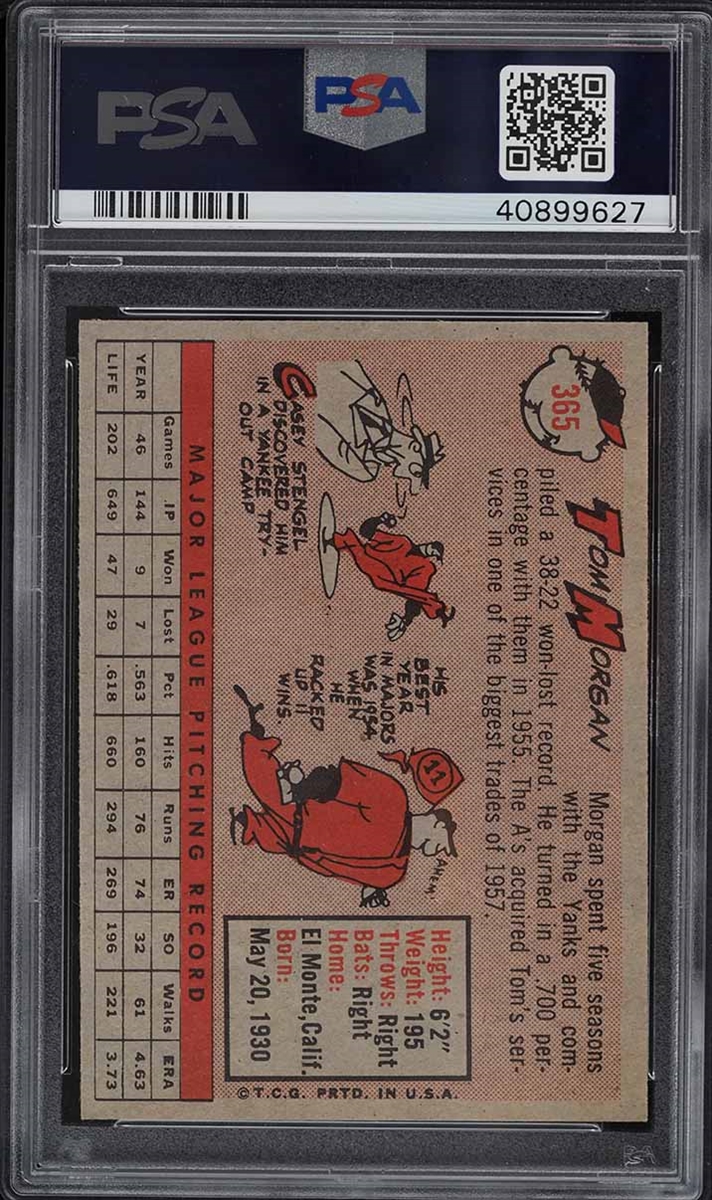 PSA
PSA
40899627
365
TOM MORGAN
Morgan spent five seasons
with the Yanks and com-
piled a 38-22 won-lost record. He turned in a .700 per-
centage with them in 1955. The A's acquired Tom's ser-
vices in one of the biggest trades of 1957.
CASEY STENGEL
DISCOVERED HIM
IN A YANKEE TRY-
OUT CAMP
HIS
BEST
YEAR
IN MAJORS
WAS 1954
WHEN
HE
RACKED
UP 11
WINS.
11
AHEM!
Height: 6'2"
Weight: 195
Throws: Right
Bats: Right
Home:
El Monte, Calif.
Born:
May 20, 1930
MAJOR LEAGUE PITCHING RECORD
Games IP Won Lost Pct Hits Runs ER SO Walks ERA
YEAR 46 144 9 7 .563 160 76 74 32 61 4.63
LIFE 202 649 47 29 .618 660 294 269 196 221 3.73
© T.C.G. PRTD. IN U.S.A.